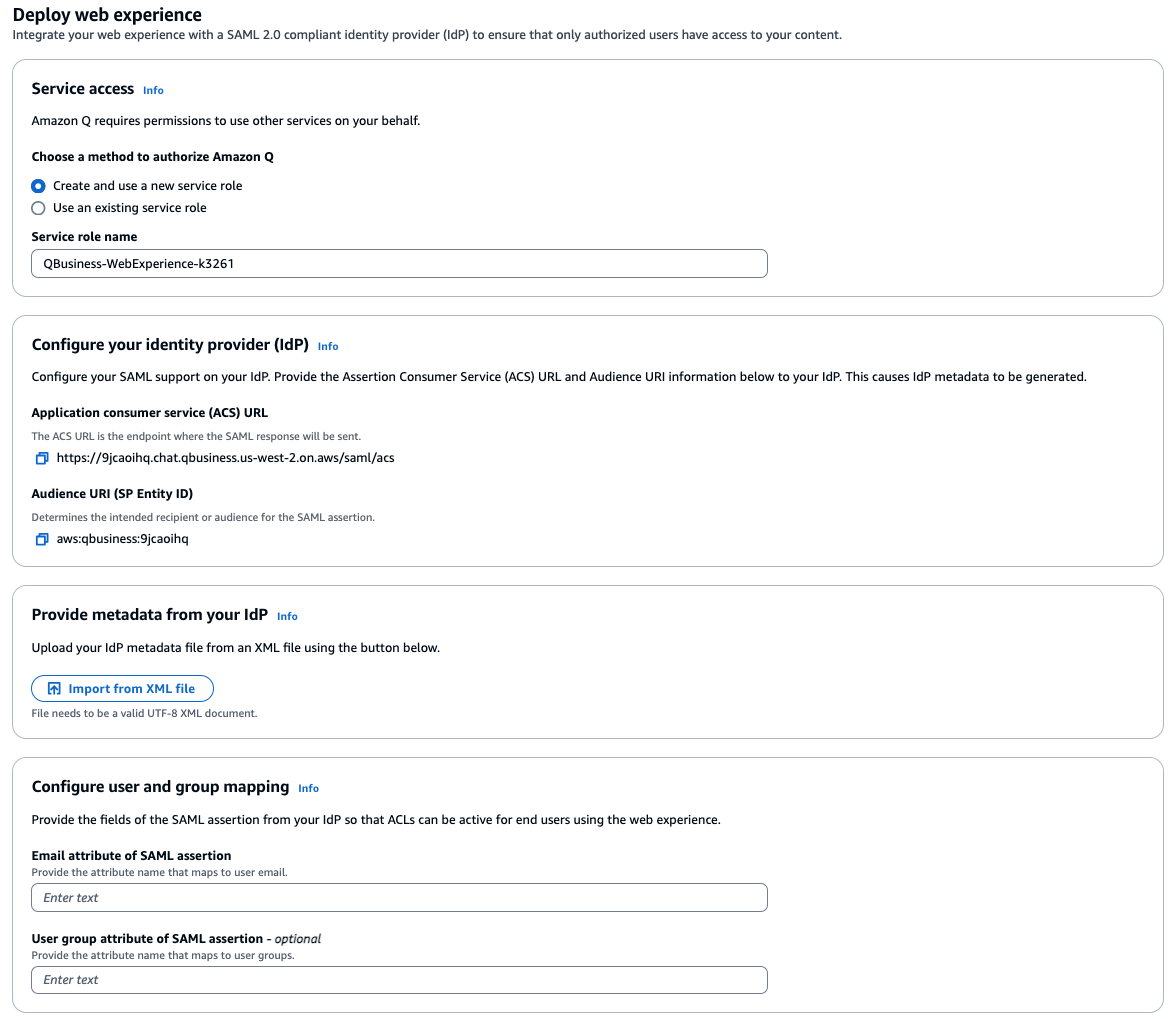 Deploy web experience
Integrate your web experience with a SAML 2.0 compliant identity provider (IdP) to ensure that only authorized users have access to your content.
Service access Info
Amazon Q requires permissions to use other services on your behalf.
Choose a method to authorize Amazon Q
Create and use a new service role
Use an existing service role
Service role name
QBusiness-WebExperience-k3261
Configure your identity provider (IdP) Info
Configure your SAML support on your IdP. Provide the Assertion Consumer Service (ACS) URL and Audience URI information below to your IdP. This causes IdP metadata to be generated.
Application consumer service (ACS) URL
The ACS URL is the endpoint where the SAML response will be sent.
https://9jcaoihq.chat.qbusiness.us-west-2.on.aws/saml/acs
Audience URI (SP Entity ID)
Determines the intended recipient or audience for the SAML assertion.
aws:qbusiness:9jcaoihq
Provide metadata from your IdP Info
Upload your IdP metadata file from an XML file using the button below.
Import from XML file
File needs to be a valid UTF-8 XML document.
Configure user and group mapping Info
Provide the fields of the SAML assertion from your IdP so that ACLs can be active for end users using the web experience.
Email attribute of SAML assertion
Provide the attribute name that maps to user email.
Enter text
User group attribute of SAML assertion - optional
Provide the attribute name that maps to user groups.
Enter text